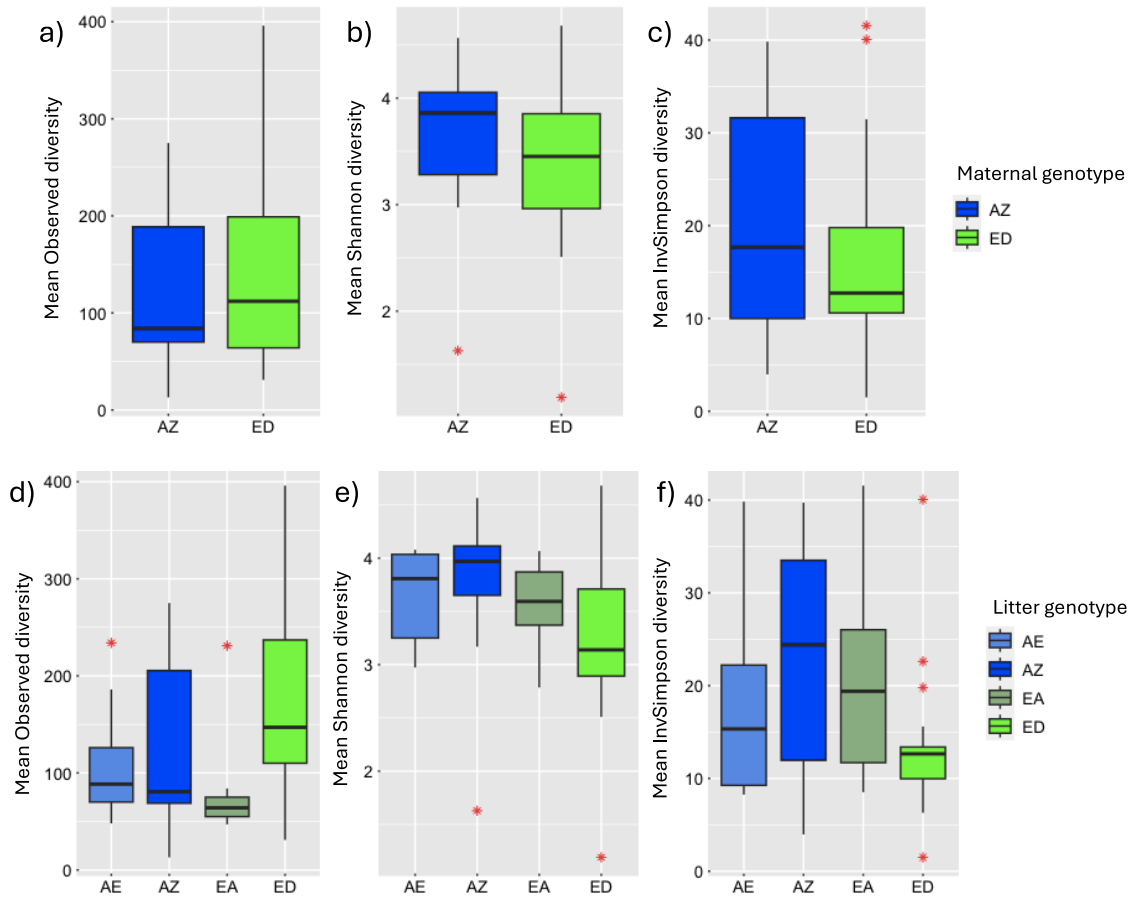 a)
Mean Observed diversity
400
300
200
100
0
AZ
ED
b)
Mean Shannon diversity
4
3
2
AZ
ED
c)
Mean InvSimpson diversity
40
30
20
10
0
AZ
ED
Maternal genotype
AZ
ED
d)
Mean Observed diversity
400
300
200
100
0
AE
AZ
EA
ED
e)
Mean Shannon diversity
4
3
2
AE
AZ
EA
ED
f)
Mean InvSimpson diversity
40
30
20
10
0
AE
AZ
EA
ED
Litter genotype
AE
AZ
EA
ED